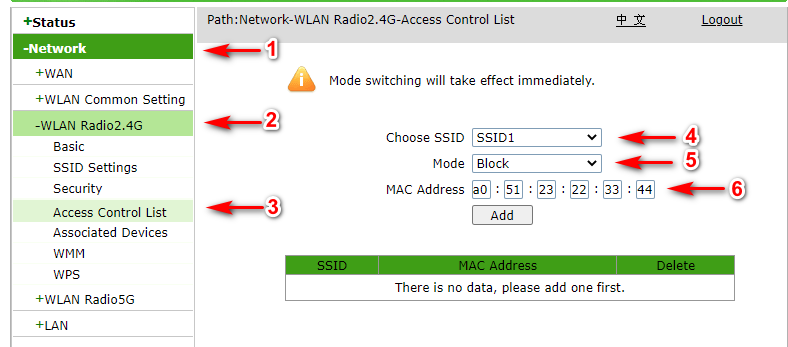 +Status
Path:Network-WLAN Radio2.4G-Access Control List
中 文
Logout
-Network
1
+WAN
Mode switching will take effect immediately.
+WLAN Common Setting
-WLAN Radio2.4G
2
Choose SSID SSID1
4
Basic
Mode Block
5
SSID Settings
Security
MAC Address a0 : 51 : 23 : 22 : 33 : 44
6
Access Control List
3
Add
Associated Devices
WMM
SSID MAC Address Delete
WPS
There is no data, please add one first.
+WLAN Radio5G
+LAN